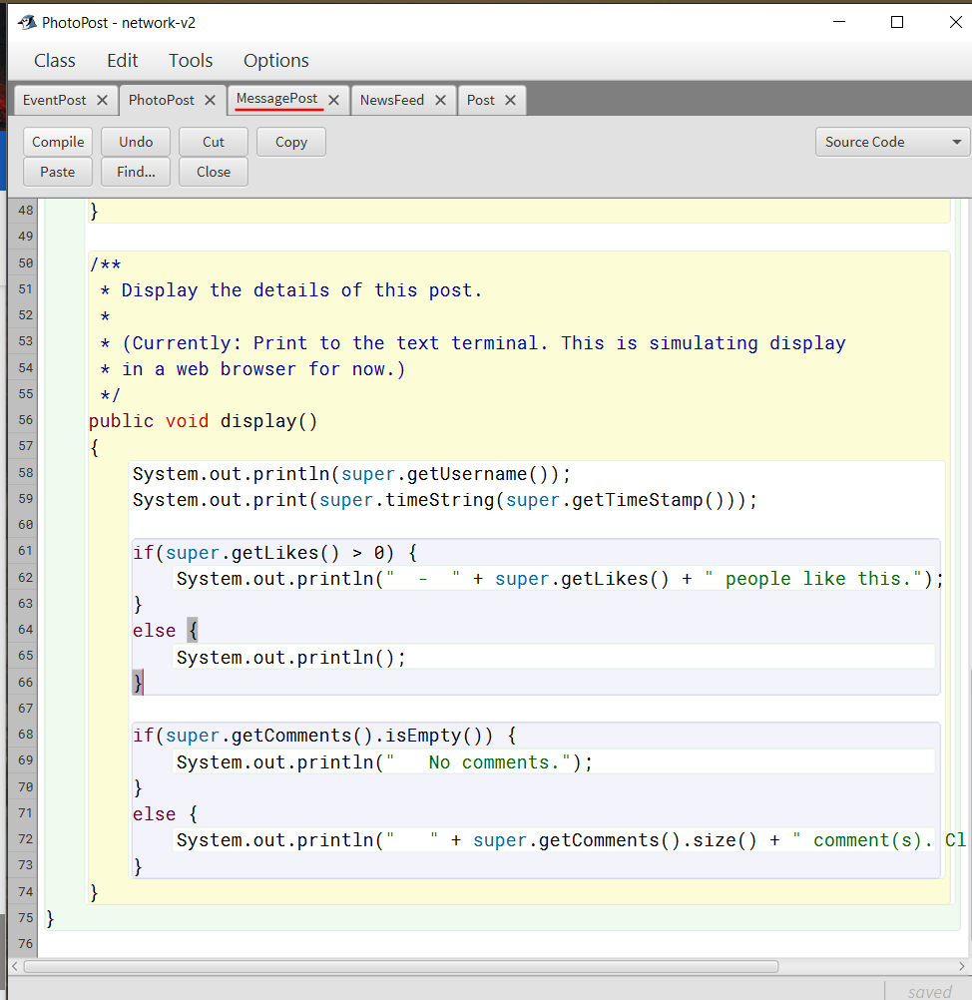 PhotoPost - network-v2
Class Edit Tools Options
EventPost PhotoPost MessagePost NewsFeed Post
Compile Undo Cut Copy Source Code
Paste Find... Close
48 }
49
50 /**
51 * Display the details of this post.
52 *
53 * (Currently: Print to the text terminal. This is simulating display
54 * in a web browser for now.)
55 */
56 public void display()
57 {
58 System.out.println(super.getUsername());
59 System.out.print(super.timeString(super.getTimeStamp()));
60
61 if(super.getLikes() > 0) {
62 System.out.println("  -  " + super.getLikes() + " people like this.");
63 }
64 else {
65 System.out.println();
66 }
67
68 if(super.getComments().isEmpty()) {
69 System.out.println("   No comments.");
70 }
71 else {
72 System.out.println("   " + super.getComments().size() + " comment(s). Cl
73 }
74 }
75 }
76
saved